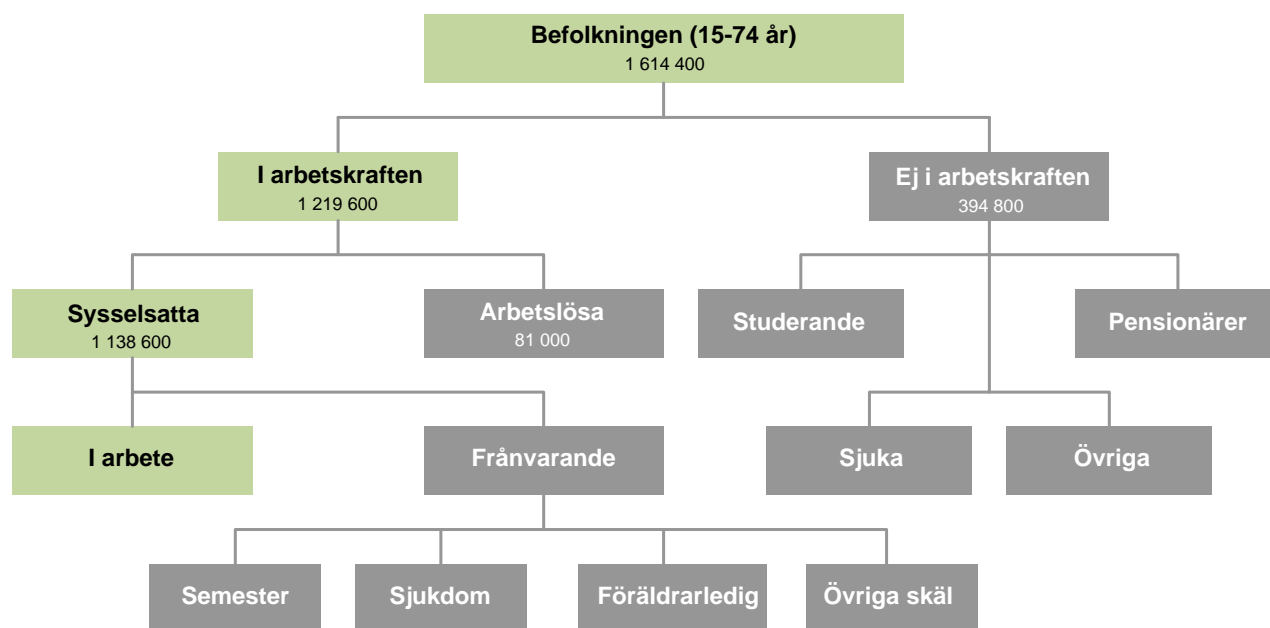 Befolkningen (15-74 år)
1 614 400
I arbetskraften
1 219 600
Ej i arbetskraften
394 800
Sysselsatta
1 138 600
Arbetslösa
81 000
Studerande
Pensionärer
I arbete
Frånvarande
Sjuka
Övriga
Semester
Sjukdom
Föräldrarledig
Övriga skäl